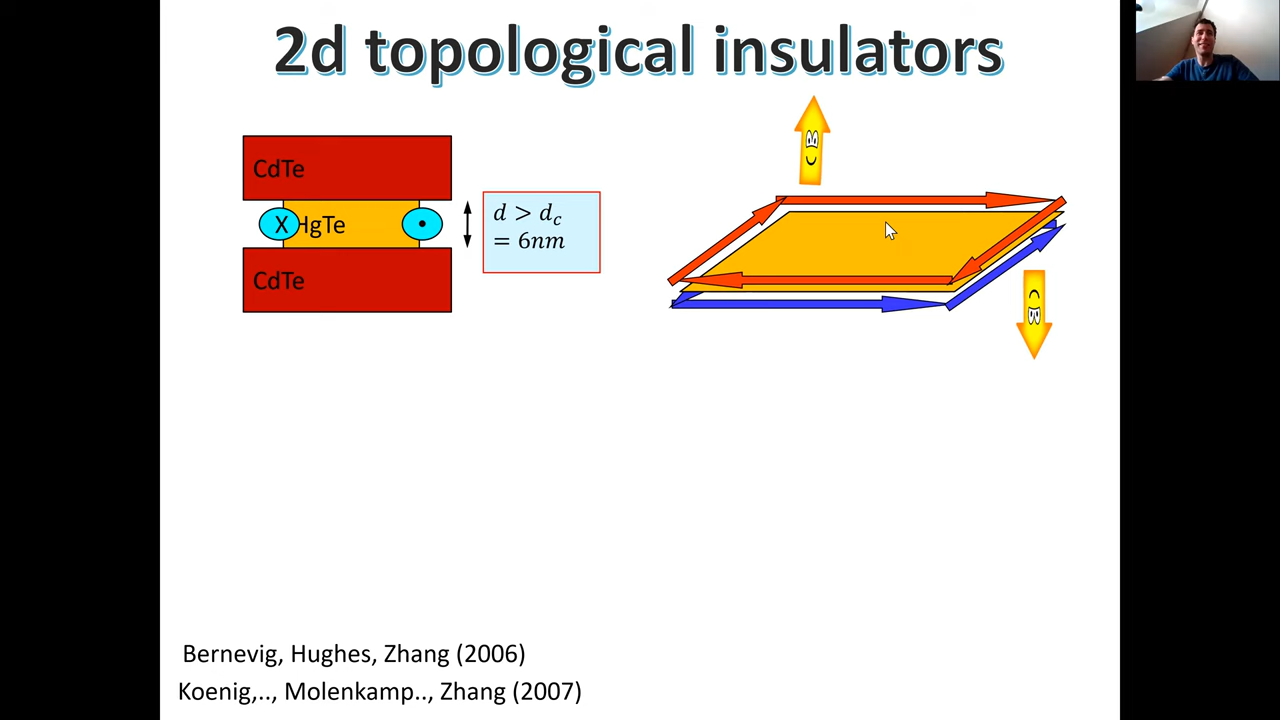 2d topological insulators
CdTe
X HgTe
d > d_c
= 6nm
CdTe
Bernevig, Hughes, Zhang (2006)
Koenig,.., Molenkamp.., Zhang (2007)